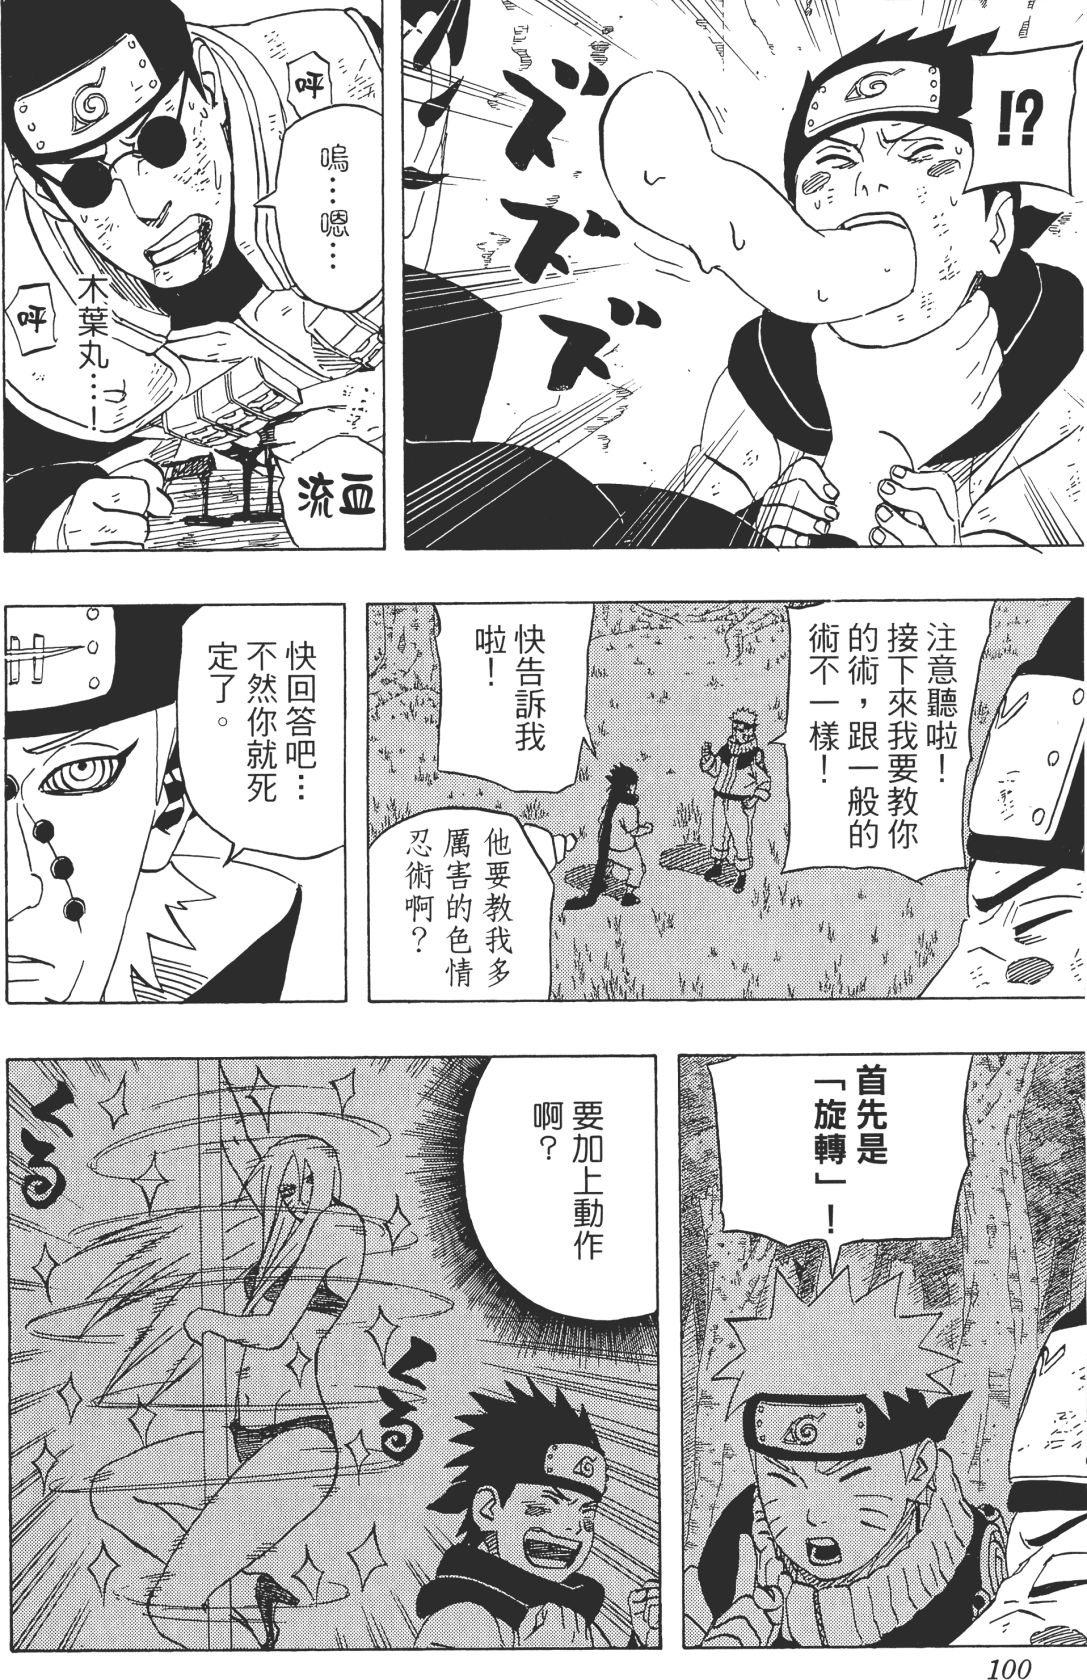 !?
ズ
ズ
ズ
呼
嗚…嗯…
木葉丸…！
呼
流血
注意聽啦！
接下來我要教你
的術，跟一般的
術不一樣！
快告訴我
啦！
他要教我多
厲害的色情
忍術啊？
快回答吧…
不然你就死
定了。
首先是
「旋轉」！
要加上動作
啊？
くる
くる
100